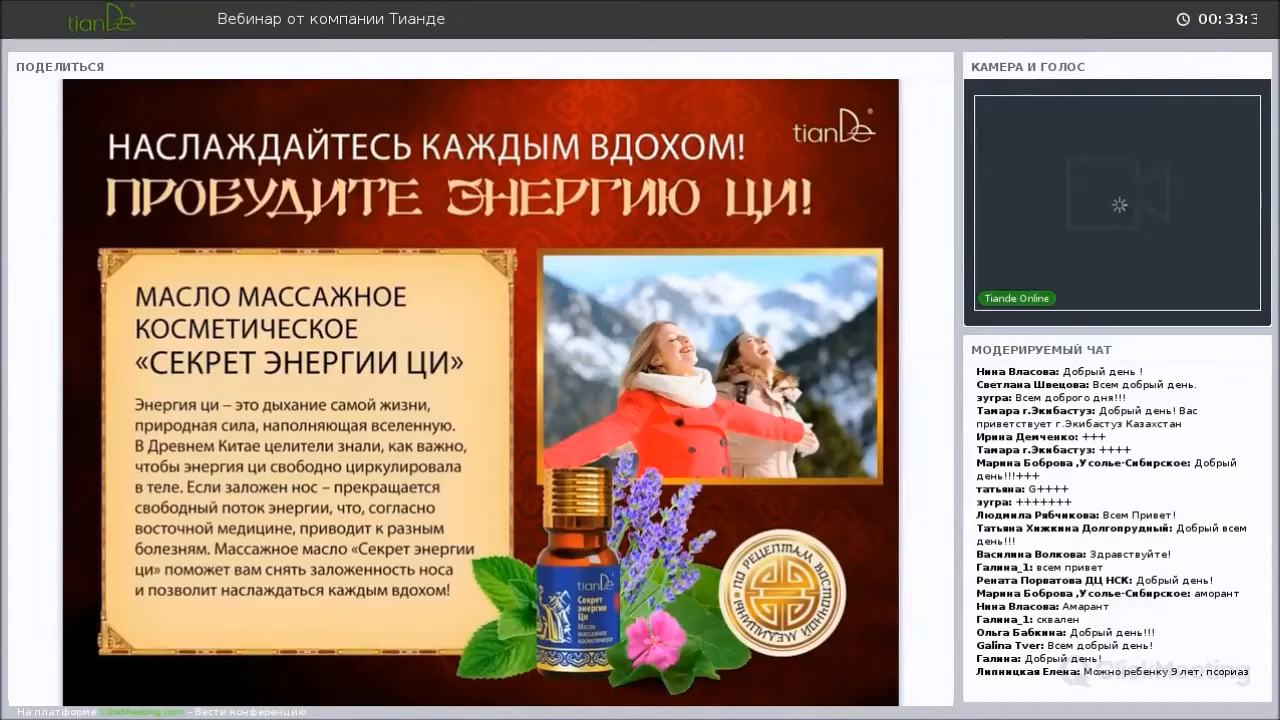 tianDe
Вебинар от компании Тианде
00:33:3
ПОДЕЛИТЬСЯ
НАСЛАЖДАЙТЕСЬ КАЖДЫМ ВДОХОМ!
tianDe®
ПРОБУДИТЕ ЭНЕРГИЮ ЦИ!
МАСЛО МАССАЖНОЕ
КОСМЕТИЧЕСКОЕ
«СЕКРЕТ ЭНЕРГИИ ЦИ»
Энергия ци – это дыхание самой жизни,
природная сила, наполняющая вселенную.
В Древнем Китае целители знали, как важно,
чтобы энергия ци свободно циркулировала
в теле. Если заложен нос – прекращается
свободный поток энергии, что, согласно
восточной медицине, приводит к разным
болезням. Массажное масло «Секрет энергии
ци» поможет вам снять заложенность носа
и позволит наслаждаться каждым вдохом!
tianDe
Секрет
энергии
Ци
Масло
массажное
косметическое
ПО РЕЦЕПТАМ ВОСТОЧНОЙ МЕДИЦИНЫ
КАМЕРА И ГОЛОС
Tiande Online
МОДЕРИРУЕМЫЙ ЧАТ
Нина Власова: Добрый день !
Светлана Швецова: Всем добрый день.
зугра: Всем доброго дня!!!
Тамара г.Экибастуз: Добрый день! Вас
приветствует г.Экибастуз Казахстан
Ирина Демченко: +++
Тамара г.Экибастуз: ++++
Марина Боброва ,Усолье-Сибирское: Добрый
день!!!+++
татьяна: G++++
зугра: +++++++
Людмила Рябчикова: Всем Привет!
Татьяна Хижкина Долгопрудный: Добрый всем
день!!!
Василина Волкова: Здравствуйте!
Галина_1: всем привет
Рената Порватова ДЦ НСК: Добрый день!
Марина Боброва ,Усолье-Сибирское: аморант
Нина Власова: Амарант
Галина_1: сквален
Ольга Бабкина: Добрый день!!!
Galina Tver: Всем добрый день!
Галина: Добрый день!
Липницкая Елена: Можно ребенку 9 лет, псориаз
ClickMeeting
На платформе ClickMeeting.com - Вести конференцию